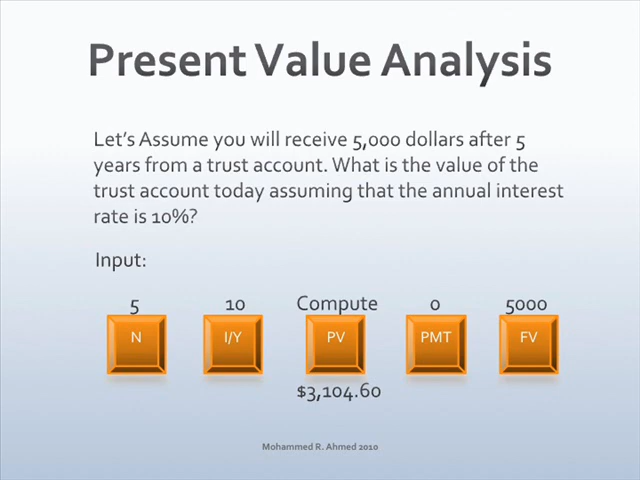 Present Value Analysis
Let's Assume you will receive 5,000 dollars after 5
years from a trust account. What is the value of the
trust account today assuming that the annual interest
rate is 10%?
Input:
5 10 Compute 0 5000
N I/Y PV PMT FV
$3,104.60
Mohammed R. Ahmed 2010